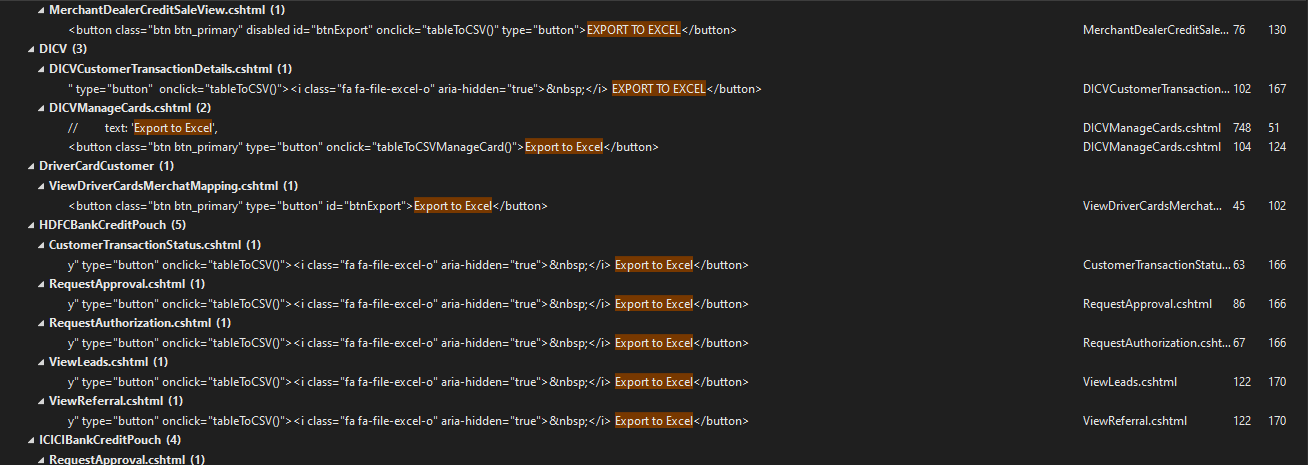 MerchantDealerCreditSaleView.cshtml (1)
<button class="btn btn_primary" disabled id="btnExport" onclick="tableToCSV()" type="button">EXPORT TO EXCEL</button> MerchantDealerCreditSale... 76 130
DICV (3)
DICVCustomerTransactionDetails.cshtml (1)
" type="button"  onclick="tableToCSV()"><i class="fa fa-file-excel-o" aria-hidden="true">&nbsp;</i> EXPORT TO EXCEL</button> DICVCustomerTransaction... 102 167
DICVManageCards.cshtml (2)
// text: 'Export to Excel', DICVManageCards.cshtml 748 51
<button class="btn btn_primary" type="button" onclick="tableToCSVManageCard()">Export to Excel</button> DICVManageCards.cshtml 104 124
DriverCardCustomer (1)
ViewDriverCardsMerchatMapping.cshtml (1)
<button class="btn btn_primary" type="button" id="btnExport">Export to Excel</button> ViewDriverCardsMerchat... 45 102
HDFCBankCreditPouch (5)
CustomerTransactionStatus.cshtml (1)
y" type="button" onclick="tableToCSV()"><i class="fa fa-file-excel-o" aria-hidden="true">&nbsp;</i> Export to Excel</button> CustomerTransactionStatu... 63 166
RequestApproval.cshtml (1)
y" type="button" onclick="tableToCSV()"><i class="fa fa-file-excel-o" aria-hidden="true">&nbsp;</i> Export to Excel</button> RequestApproval.cshtml 86 166
RequestAuthorization.cshtml (1)
y" type="button" onclick="tableToCSV()"><i class="fa fa-file-excel-o" aria-hidden="true">&nbsp;</i> Export to Excel</button> RequestAuthorization.csht... 67 166
ViewLeads.cshtml (1)
y" type="button" onclick="tableToCSV()"><i class="fa fa-file-excel-o" aria-hidden="true">&nbsp;</i> Export to Excel</button> ViewLeads.cshtml 122 170
ViewReferral.cshtml (1)
y" type="button" onclick="tableToCSV()"><i class="fa fa-file-excel-o" aria-hidden="true">&nbsp;</i> Export to Excel</button> ViewReferral.cshtml 122 170
ICICIBankCreditPouch (4)
RequestApproval.cshtml (1)